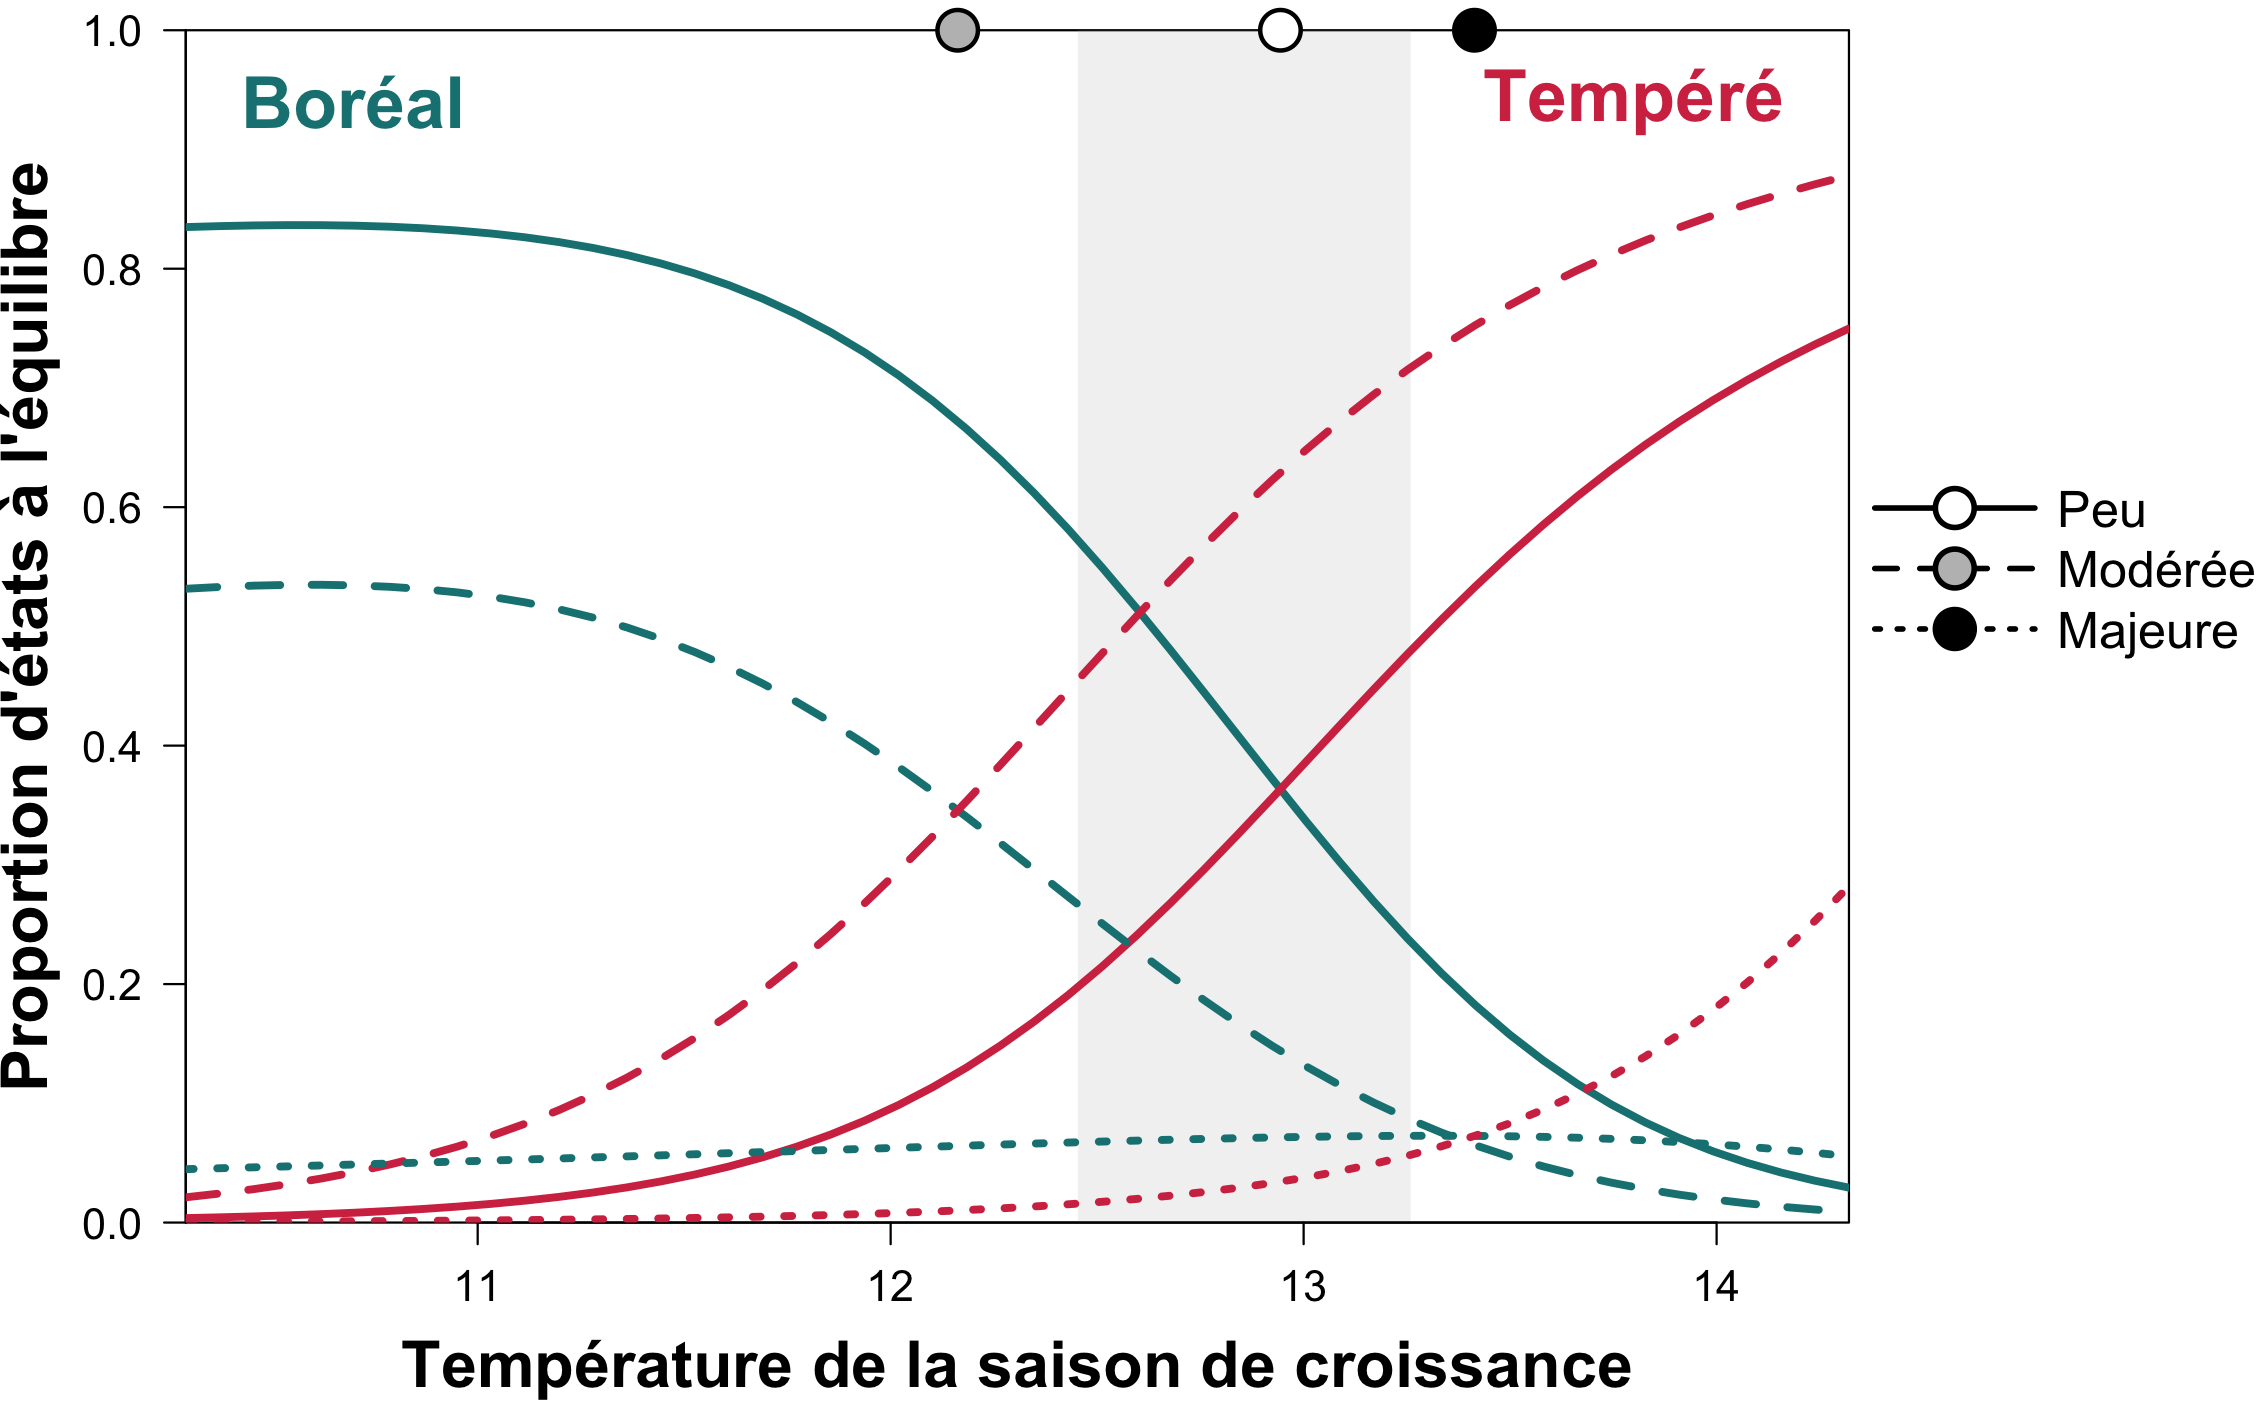 Boréal
Tempéré
Proportion d'états à l'équilibre
1.0
0.8
0.6
0.4
0.2
0.0
11
12
13
14
Température de la saison de croissance
Peu
Modérée
Majeure